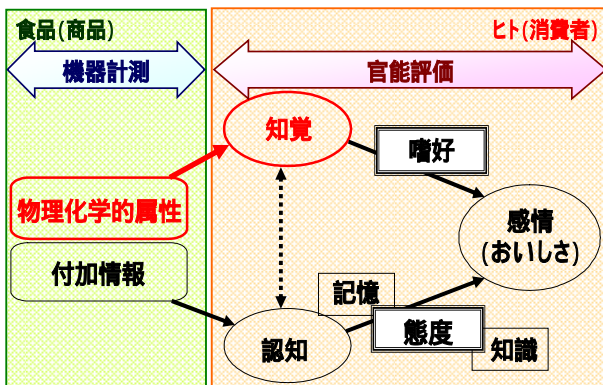 食品(商品)
ヒト(消費者)
機器計測
官能評価
知覚
嗜好
物理化学的属性
感情
(おいしさ)
付加情報
記憶
態度
認知
知識